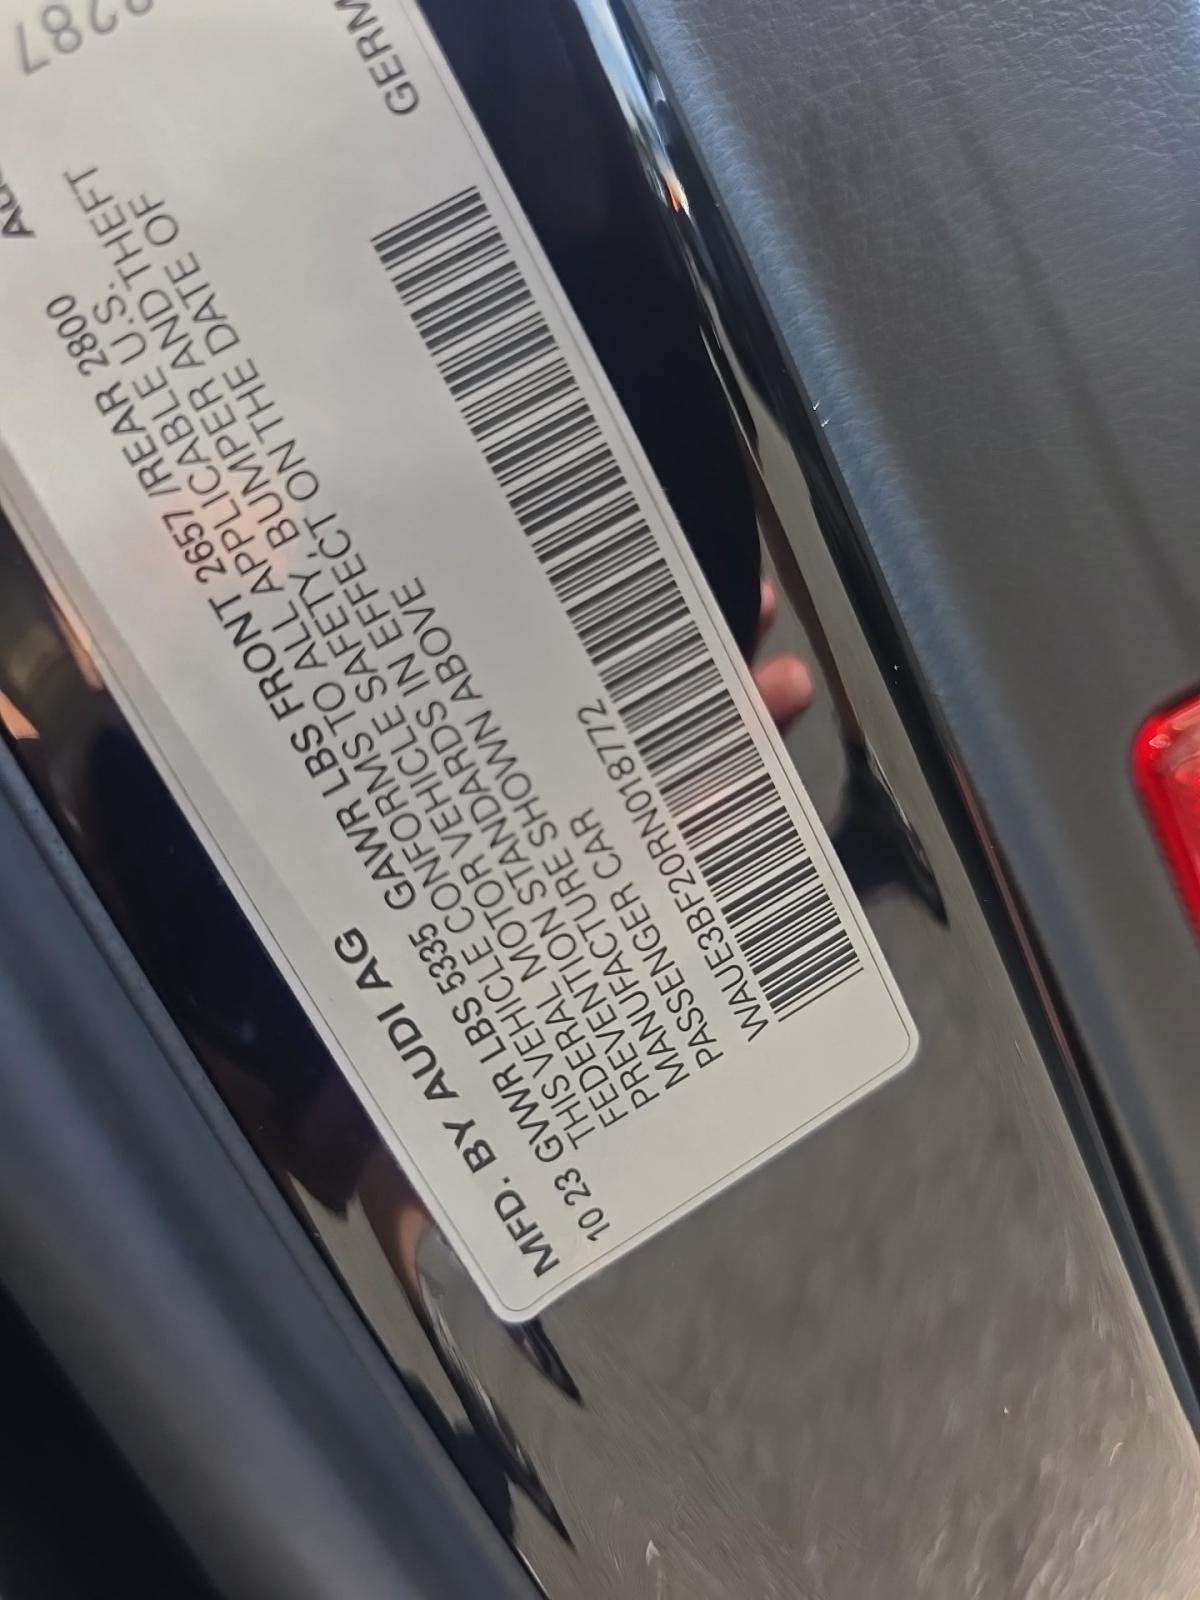 MFD. BY AUDI AG
10 23 GVWR LBS 5335 GAWR LBS FRONT 2657 /REAR 2800
THIS VEHICLE CONFORMS TO ALL APPLICABLE U.S. THEFT
FEDERAL MOTOR VEHICLE SAFETY, BUMPER AND
PREVENTION STANDARDS IN EFFECT ON THE DATE OF
MANUFACTURE SHOWN ABOVE
PASSENGER CAR
WAUE3BF20RN018772
GERM
287